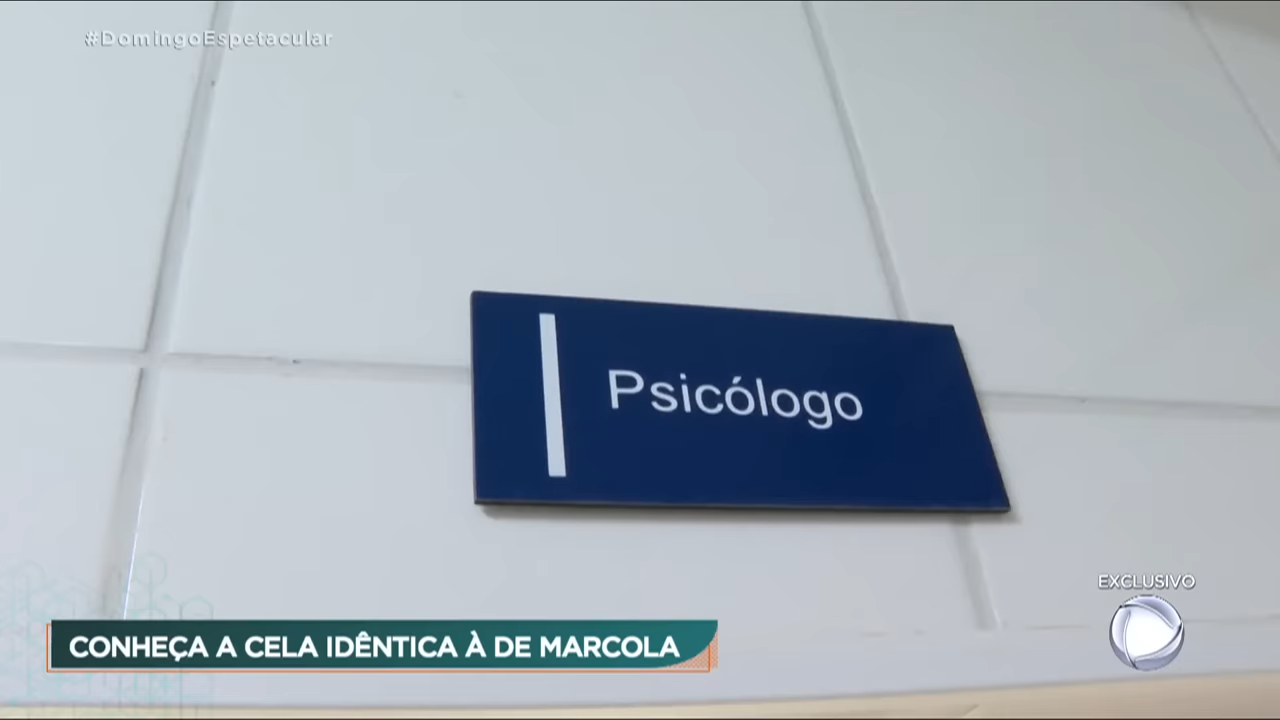 #DomingoEspetacular
Psicólogo
EXCLUSIVO
CONHEÇA A CELA IDÊNTICA À DE MARCOLA